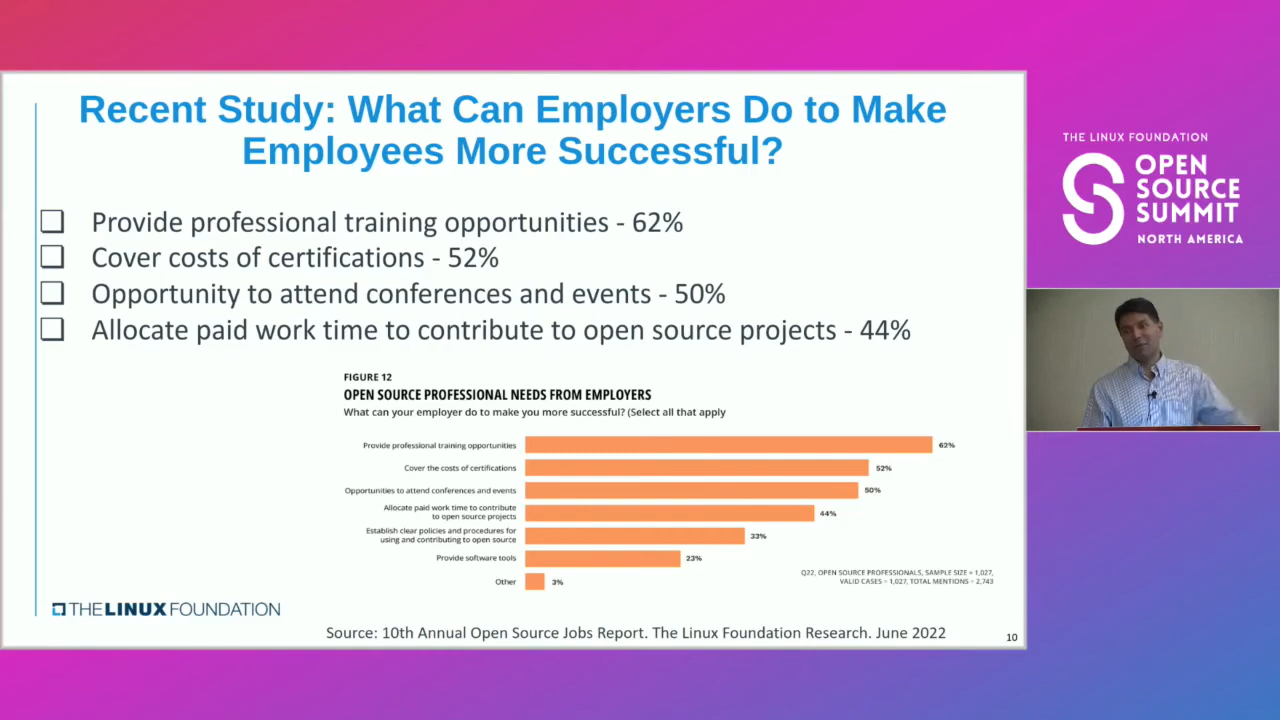 Recent Study: What Can Employers Do to Make
Employees More Successful?
❑ Provide professional training opportunities - 62%
❑ Cover costs of certifications - 52%
❑ Opportunity to attend conferences and events - 50%
❑ Allocate paid work time to contribute to open source projects - 44%
FIGURE 12
OPEN SOURCE PROFESSIONAL NEEDS FROM EMPLOYERS
What can your employer do to make you more successful? (Select all that apply
Provide professional training opportunities 62%
Cover the costs of certifications 52%
Opportunities to attend conferences and events 50%
Allocate paid work time to contribute
to open source projects 44%
Establish clear policies and procedures for
using and contributing to open source 33%
Provide software tools 23%
Other 3%
Q22, OPEN SOURCE PROFESSIONALS, SAMPLE SIZE = 1,027,
VALID CASES = 1,027, TOTAL MENTIONS = 2,743
THE LINUX FOUNDATION
Source: 10th Annual Open Source Jobs Report. The Linux Foundation Research. June 2022
10
THE LINUX FOUNDATION
OPEN
SOURCE
SUMMIT
NORTH AMERICA